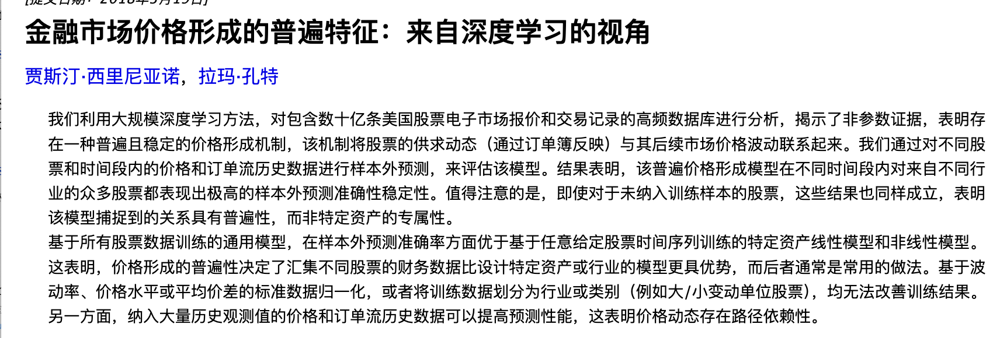 [提交日期：2018年3月19日]
金融市场价格形成的普遍特征：来自深度学习的视角
贾斯汀·西里尼亚诺，拉玛·孔特
我们利用大规模深度学习方法，对包含数十亿条美国股票电子市场报价和交易记录的高频数据库进行分析，揭示了非参数证据，表明存
在一种普遍且稳定的价格形成机制，该机制将股票的供求动态（通过订单簿反映）与其后续市场价格波动联系起来。我们通过对不同股
票和时间段内的价格和订单流历史数据进行样本外预测，来评估该模型。结果表明，该普遍价格形成模型在不同时间段内对来自不同行
业的众多股票都表现出极高的样本外预测准确性稳定性。值得注意的是，即使对于未纳入训练样本的股票，这些结果也同样成立，表明
该模型捕捉到的关系具有普遍性，而非特定资产的专属性。
基于所有股票数据训练的通用模型，在样本外预测准确率方面优于基于任意给定股票时间序列训练的特定资产线性模型和非线性模型。
这表明，价格形成的普遍性决定了汇集不同股票的财务数据比设计特定资产或行业的模型更具优势，而后者通常是常用的做法。基于波
动率、价格水平或平均价差的标准数据归一化，或者将训练数据划分为行业或类别（例如大/小变动单位股票），均无法改善训练结果。
另一方面，纳入大量历史观测值的价格和订单流历史数据可以提高预测性能，这表明价格动态存在路径依赖性。